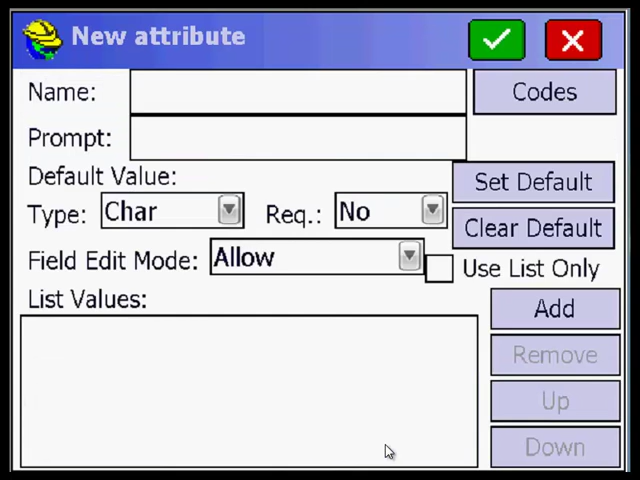 New attribute
Name:
Codes
Prompt:
Default Value:
Set Default
Type: Char Req.: No
Clear Default
Field Edit Mode: Allow
Use List Only
List Values:
Add
Remove
Up
Down